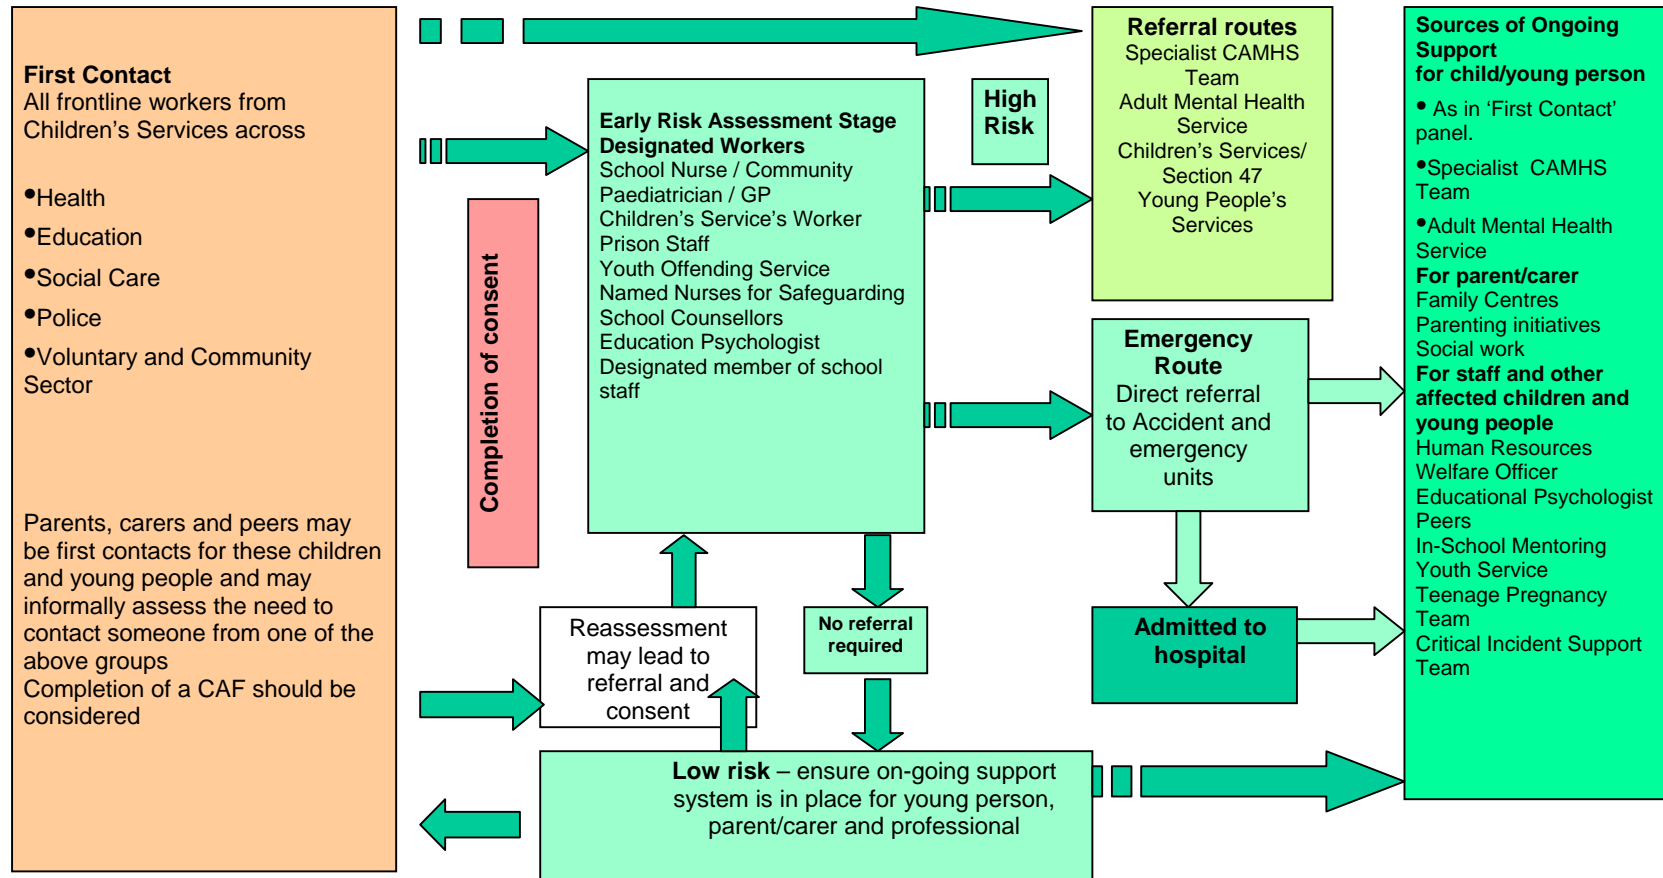 First Contact
All frontline workers from
Children’s Services across
•Health
•Education
•Social Care
•Police
•Voluntary and Community
Sector
Parents, carers and peers may
be first contacts for these children
and young people and may
informally assess the need to
contact someone from one of the
above groups
Completion of a CAF should be
considered
Completion of consent
Early Risk Assessment Stage
Designated Workers
School Nurse / Community
Paediatrician / GP
Children’s Service’s Worker
Prison Staff
Youth Offending Service
Named Nurses for Safeguarding
School Counsellors
Education Psychologist
Designated member of school
staff
High
Risk
Referral routes
Specialist CAMHS
Team
Adult Mental Health
Service
Children’s Services/
Section 47
Young People’s
Services
Emergency
Route
Direct referral
to Accident and
emergency
units
Reassessment
may lead to
referral and
consent
No referral
required
Admitted to
hospital
Low risk – ensure on-going support
system is in place for young person,
parent/carer and professional
Sources of Ongoing
Support
for child/young person
• As in ‘First Contact’
panel.
•Specialist CAMHS
Team
•Adult Mental Health
Service
For parent/carer
Family Centres
Parenting initiatives
Social work
For staff and other
affected children and
young people
Human Resources
Welfare Officer
Educational Psychologist
Peers
In-School Mentoring
Youth Service
Teenage Pregnancy
Team
Critical Incident Support
Team